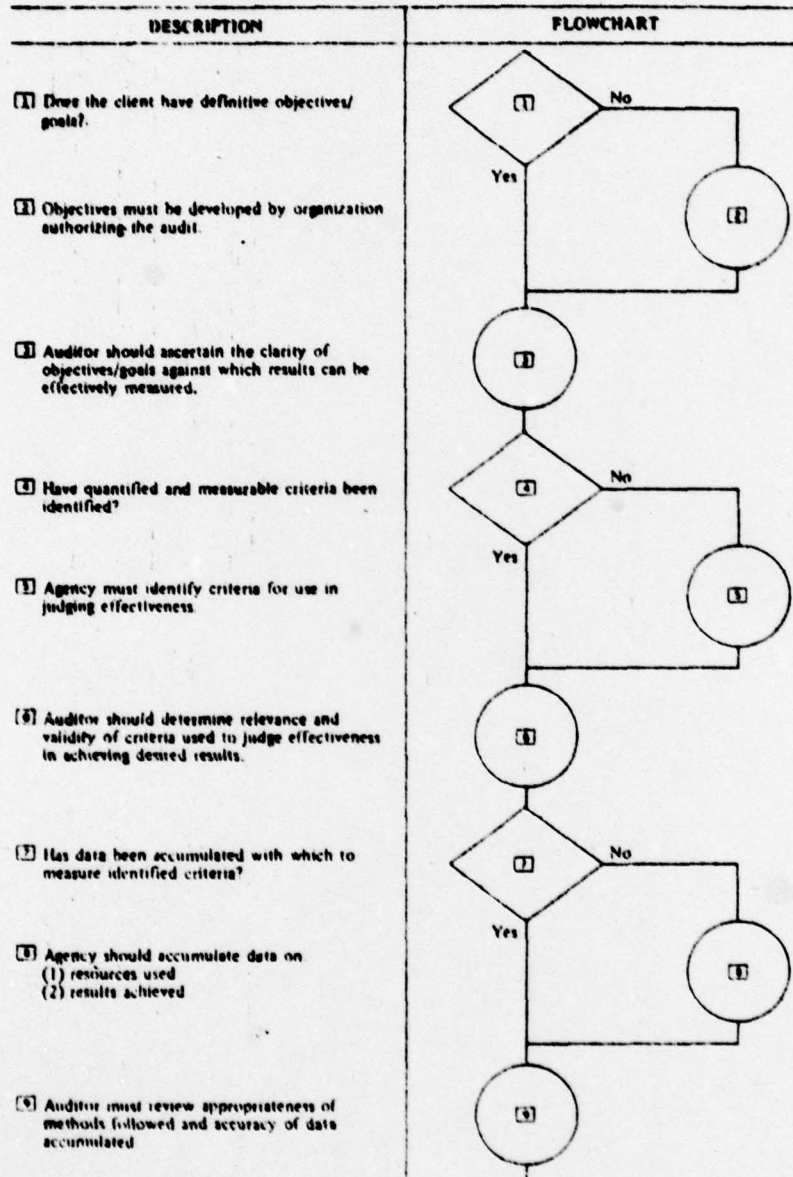 DESCRIPTION
FLOWCHART
[1] Does the client have definitive objectives/
goals?
[2] Objectives must be developed by organization
authorizing the audit.
[3] Auditor should ascertain the clarity of
objectives/goals against which results can be
effectively measured.
[4] Have quantified and measurable criteria been
identified?
[5] Agency must identify criteria for use in
judging effectiveness
[6] Auditor should determine relevance and
validity of criteria used to judge effectiveness
in achieving desired results.
[7] Has data been accumulated with which to
measure identified criteria?
[8] Agency should accumulate data on
(1) resources used
(2) results achieved
[9] Auditor must review appropriateness of
methods followed and accuracy of data
accumulated
[1]
No
Yes
[2]
[3]
[4]
No
Yes
[5]
[6]
[7]
No
Yes
[8]
[9]